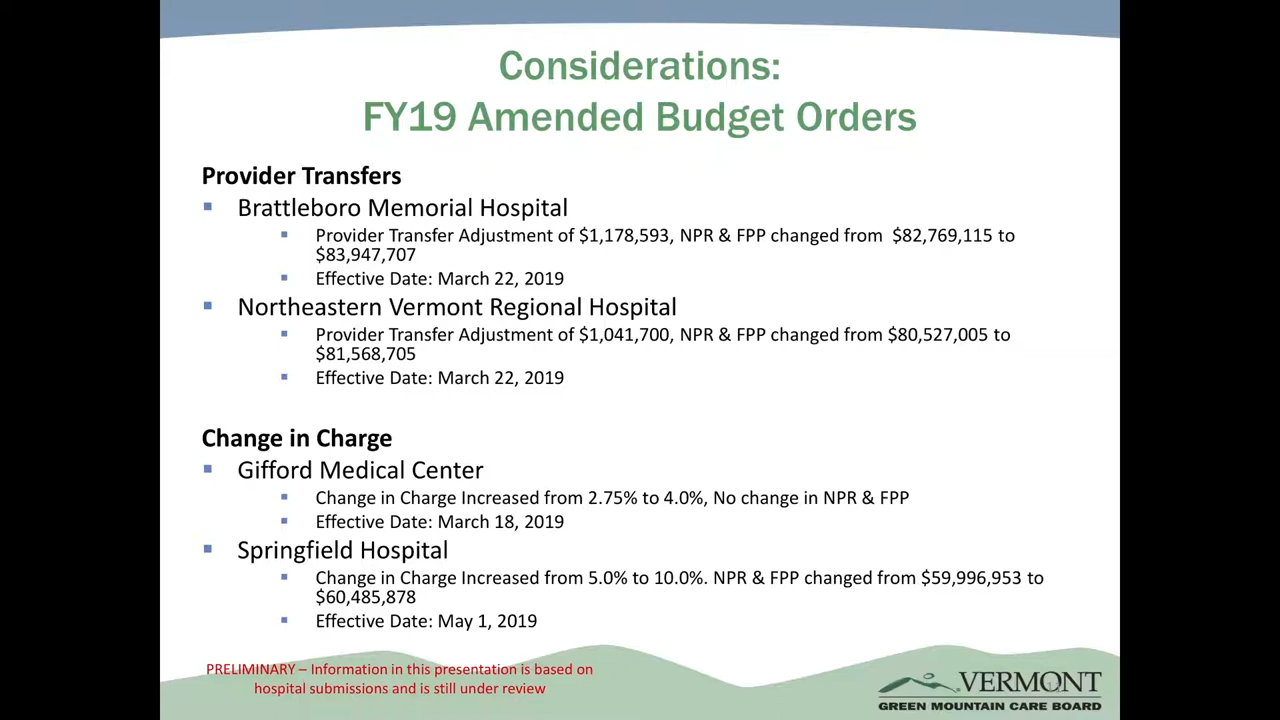 Considerations:
FY19 Amended Budget Orders
Provider Transfers
▪ Brattleboro Memorial Hospital
▪ Provider Transfer Adjustment of $1,178,593, NPR & FPP changed from $82,769,115 to
$83,947,707
▪ Effective Date: March 22, 2019
▪ Northeastern Vermont Regional Hospital
▪ Provider Transfer Adjustment of $1,041,700, NPR & FPP changed from $80,527,005 to
$81,568,705
▪ Effective Date: March 22, 2019
Change in Charge
▪ Gifford Medical Center
▪ Change in Charge Increased from 2.75% to 4.0%, No change in NPR & FPP
▪ Effective Date: March 18, 2019
▪ Springfield Hospital
▪ Change in Charge Increased from 5.0% to 10.0%. NPR & FPP changed from $59,996,953 to
$60,485,878
▪ Effective Date: May 1, 2019
PRELIMINARY – Information in this presentation is based on
hospital submissions and is still under review
VERMONT
GREEN MOUNTAIN CARE BOARD